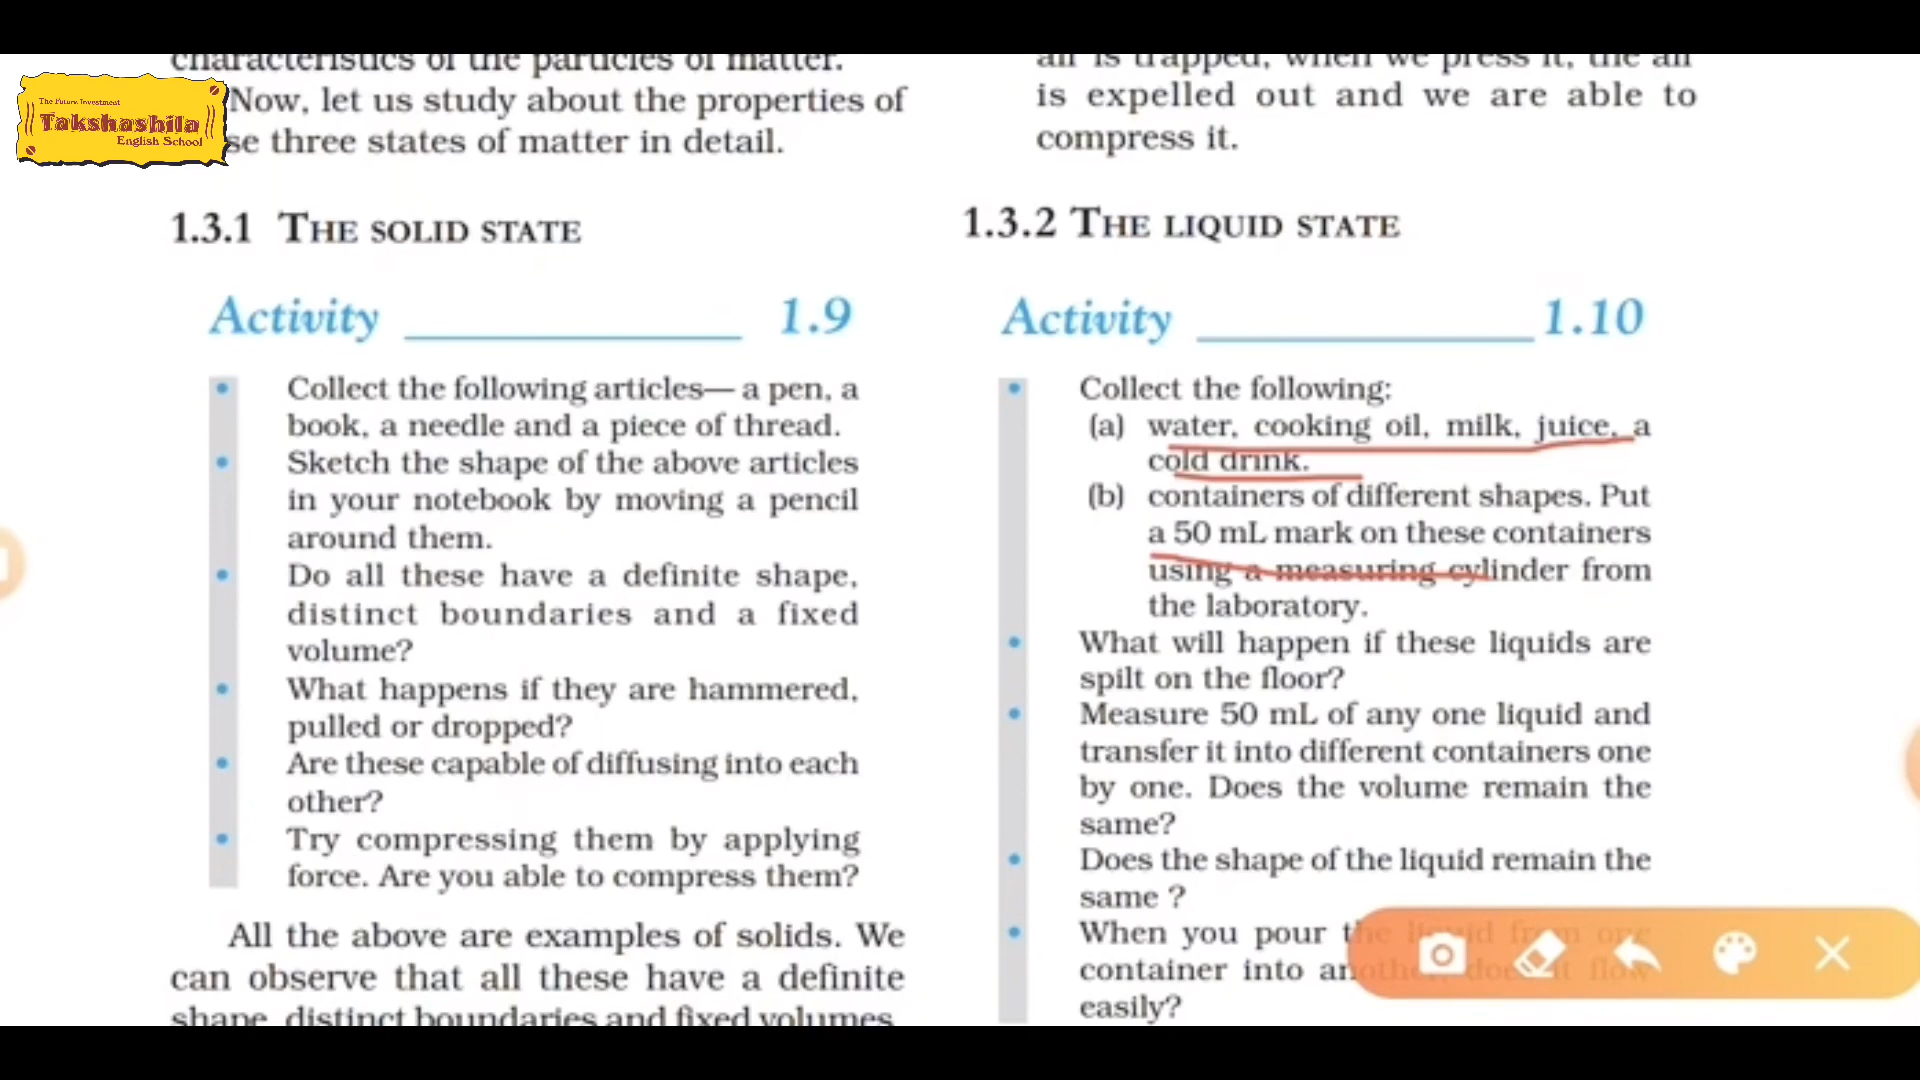 The Future Investment
Takshashila
English School
characteristics of the particles of matter.
Now, let us study about the properties of
se three states of matter in detail.
1.3.1 THE SOLID STATE
Activity 1.9
• Collect the following articles— a pen, a
book, a needle and a piece of thread.
• Sketch the shape of the above articles
in your notebook by moving a pencil
around them.
• Do all these have a definite shape,
distinct boundaries and a fixed
volume?
• What happens if they are hammered,
pulled or dropped?
• Are these capable of diffusing into each
other?
• Try compressing them by applying
force. Are you able to compress them?
All the above are examples of solids. We
can observe that all these have a definite
shape, distinct boundaries and fixed volumes,
air is trapped, when we press it, the air
is expelled out and we are able to
compress it.
1.3.2 THE LIQUID STATE
Activity 1.10
• Collect the following:
(a) water, cooking oil, milk, juice, a
cold drink.
(b) containers of different shapes. Put
a 50 mL mark on these containers
using a measuring cylinder from
the laboratory.
• What will happen if these liquids are
spilt on the floor?
• Measure 50 mL of any one liquid and
transfer it into different containers one
by one. Does the volume remain the
same?
• Does the shape of the liquid remain the
same ?
• When you pour the liquid from one
container into another, does it flow
easily?